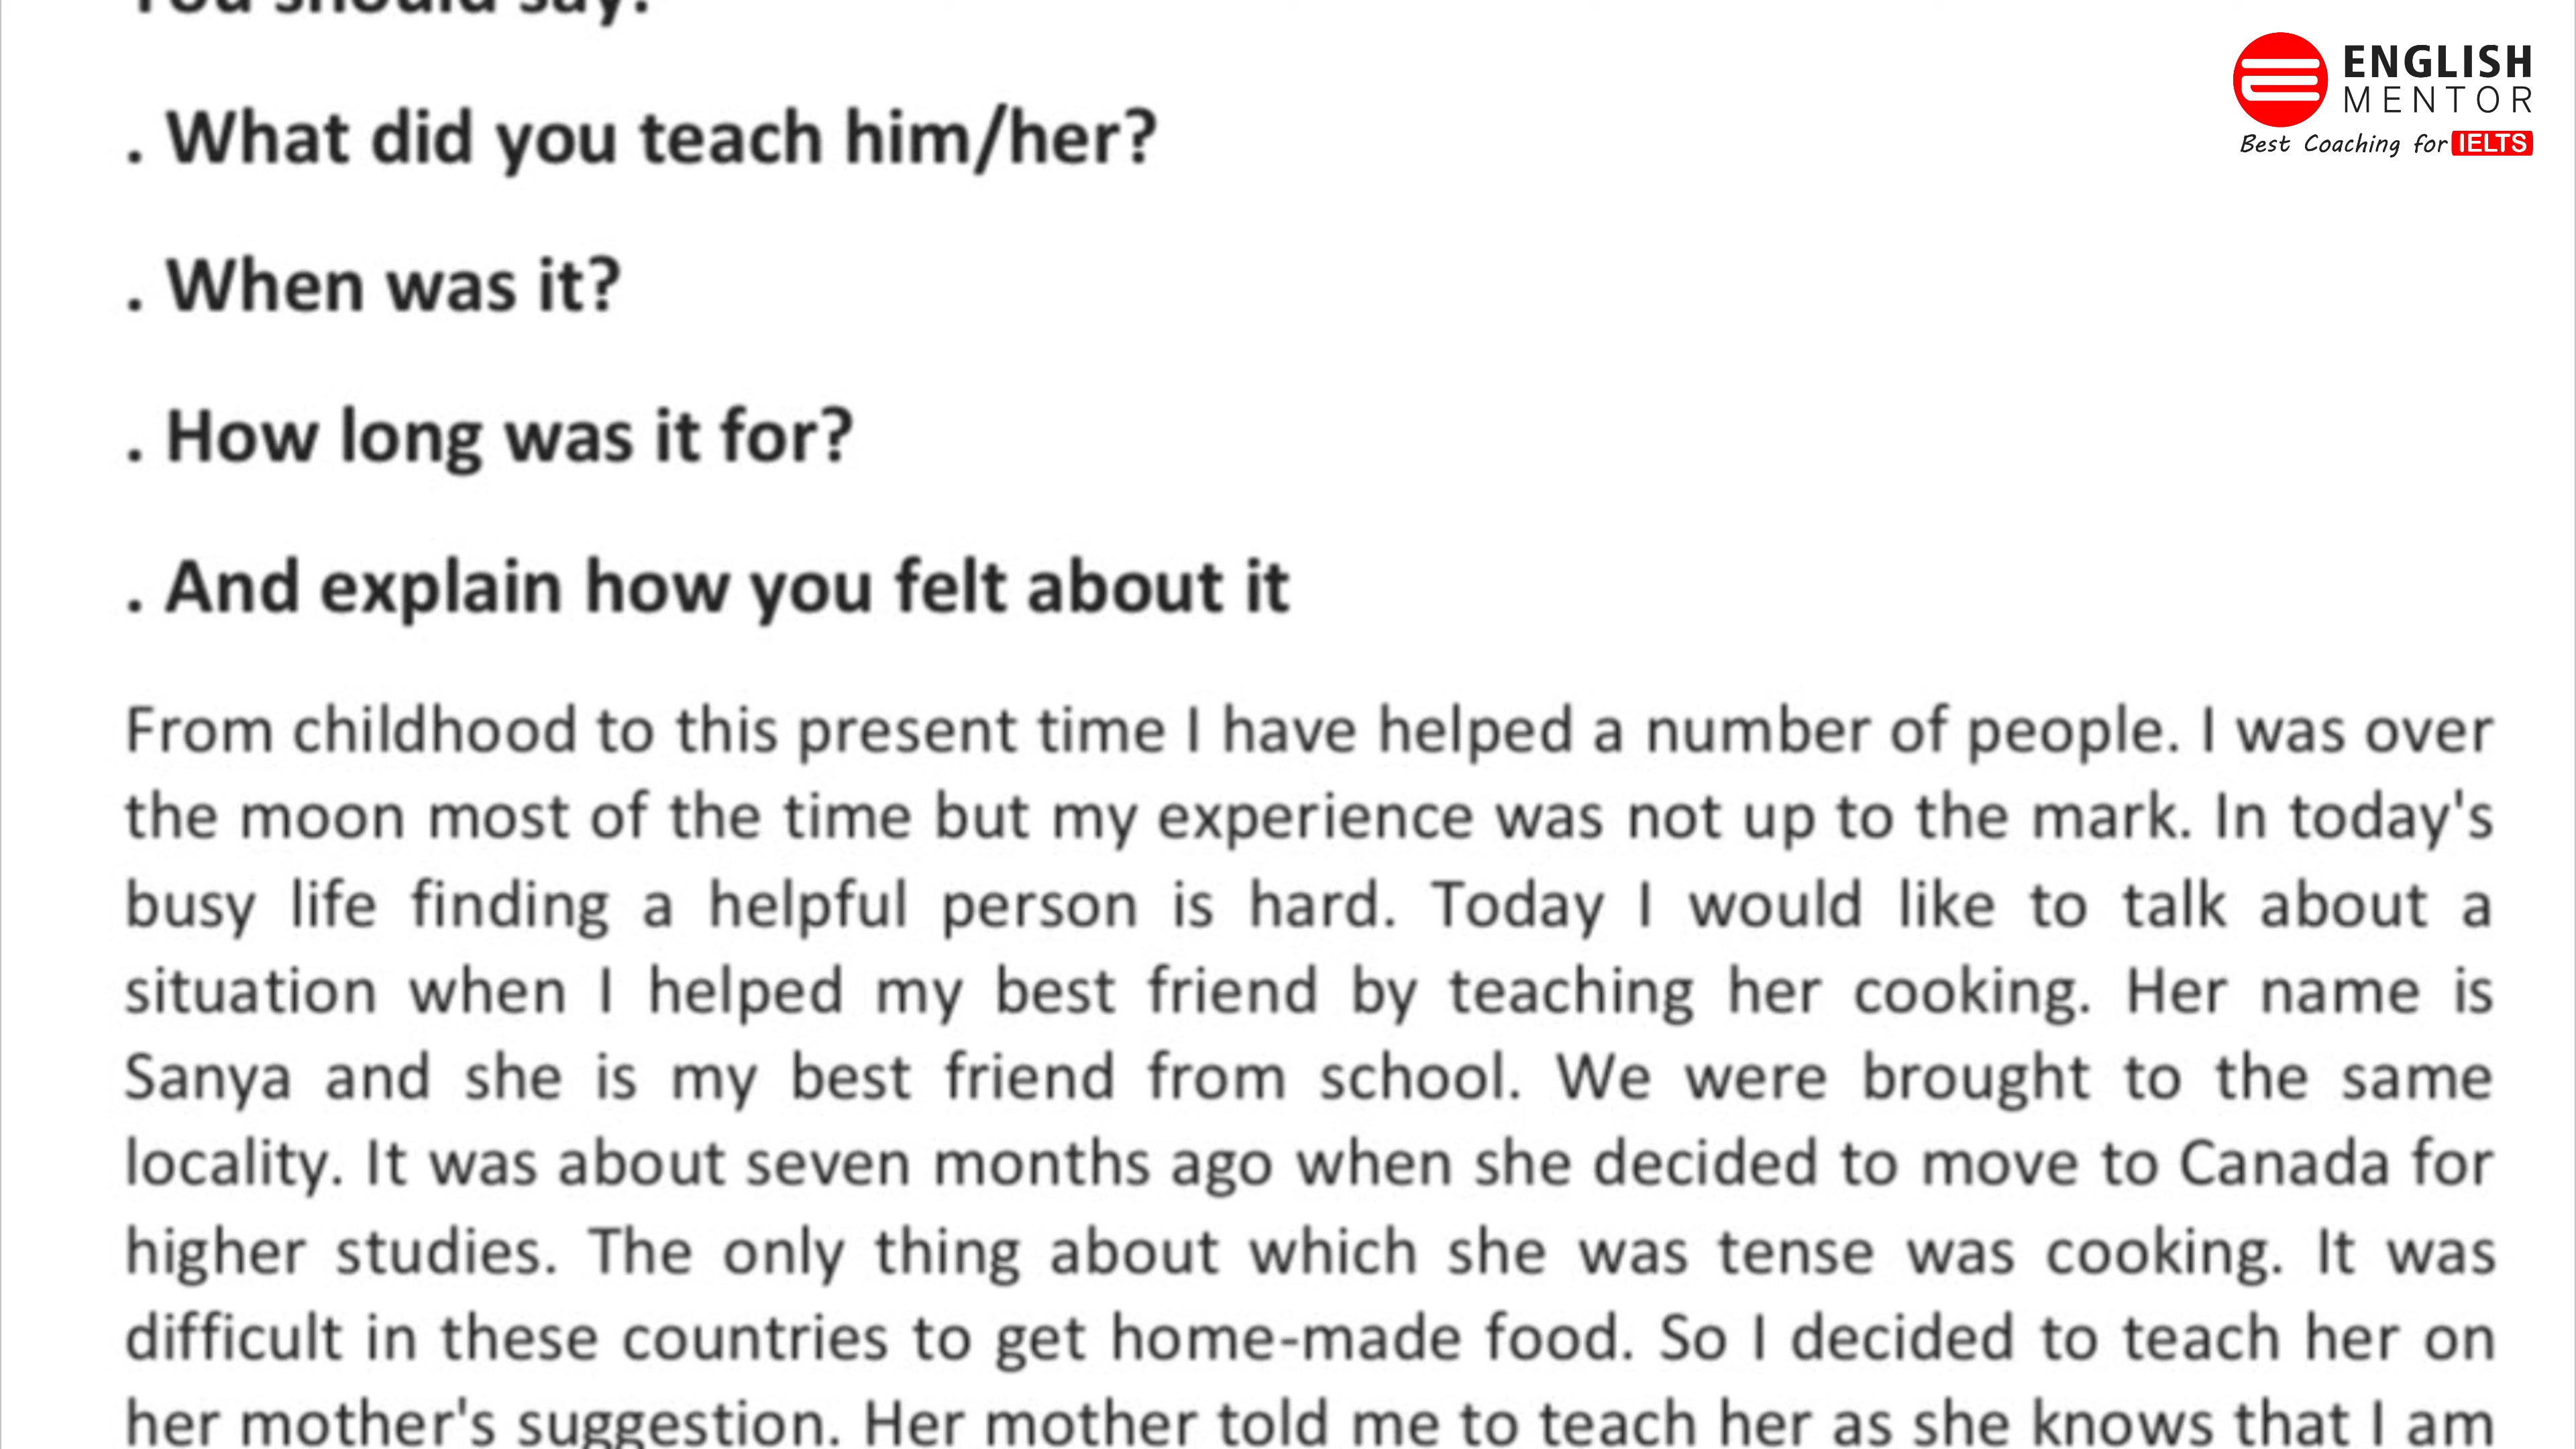 You should say:
ENGLISH
MENTOR
Best Coaching for IELTS
. What did you teach him/her?
. When was it?
. How long was it for?
. And explain how you felt about it
From childhood to this present time I have helped a number of people. I was over
the moon most of the time but my experience was not up to the mark. In today's
busy life finding a helpful person is hard. Today I would like to talk about a
situation when I helped my best friend by teaching her cooking. Her name is
Sanya and she is my best friend from school. We were brought to the same
locality. It was about seven months ago when she decided to move to Canada for
higher studies. The only thing about which she was tense was cooking. It was
difficult in these countries to get home-made food. So I decided to teach her on
her mother's suggestion. Her mother told me to teach her as she knows that I am